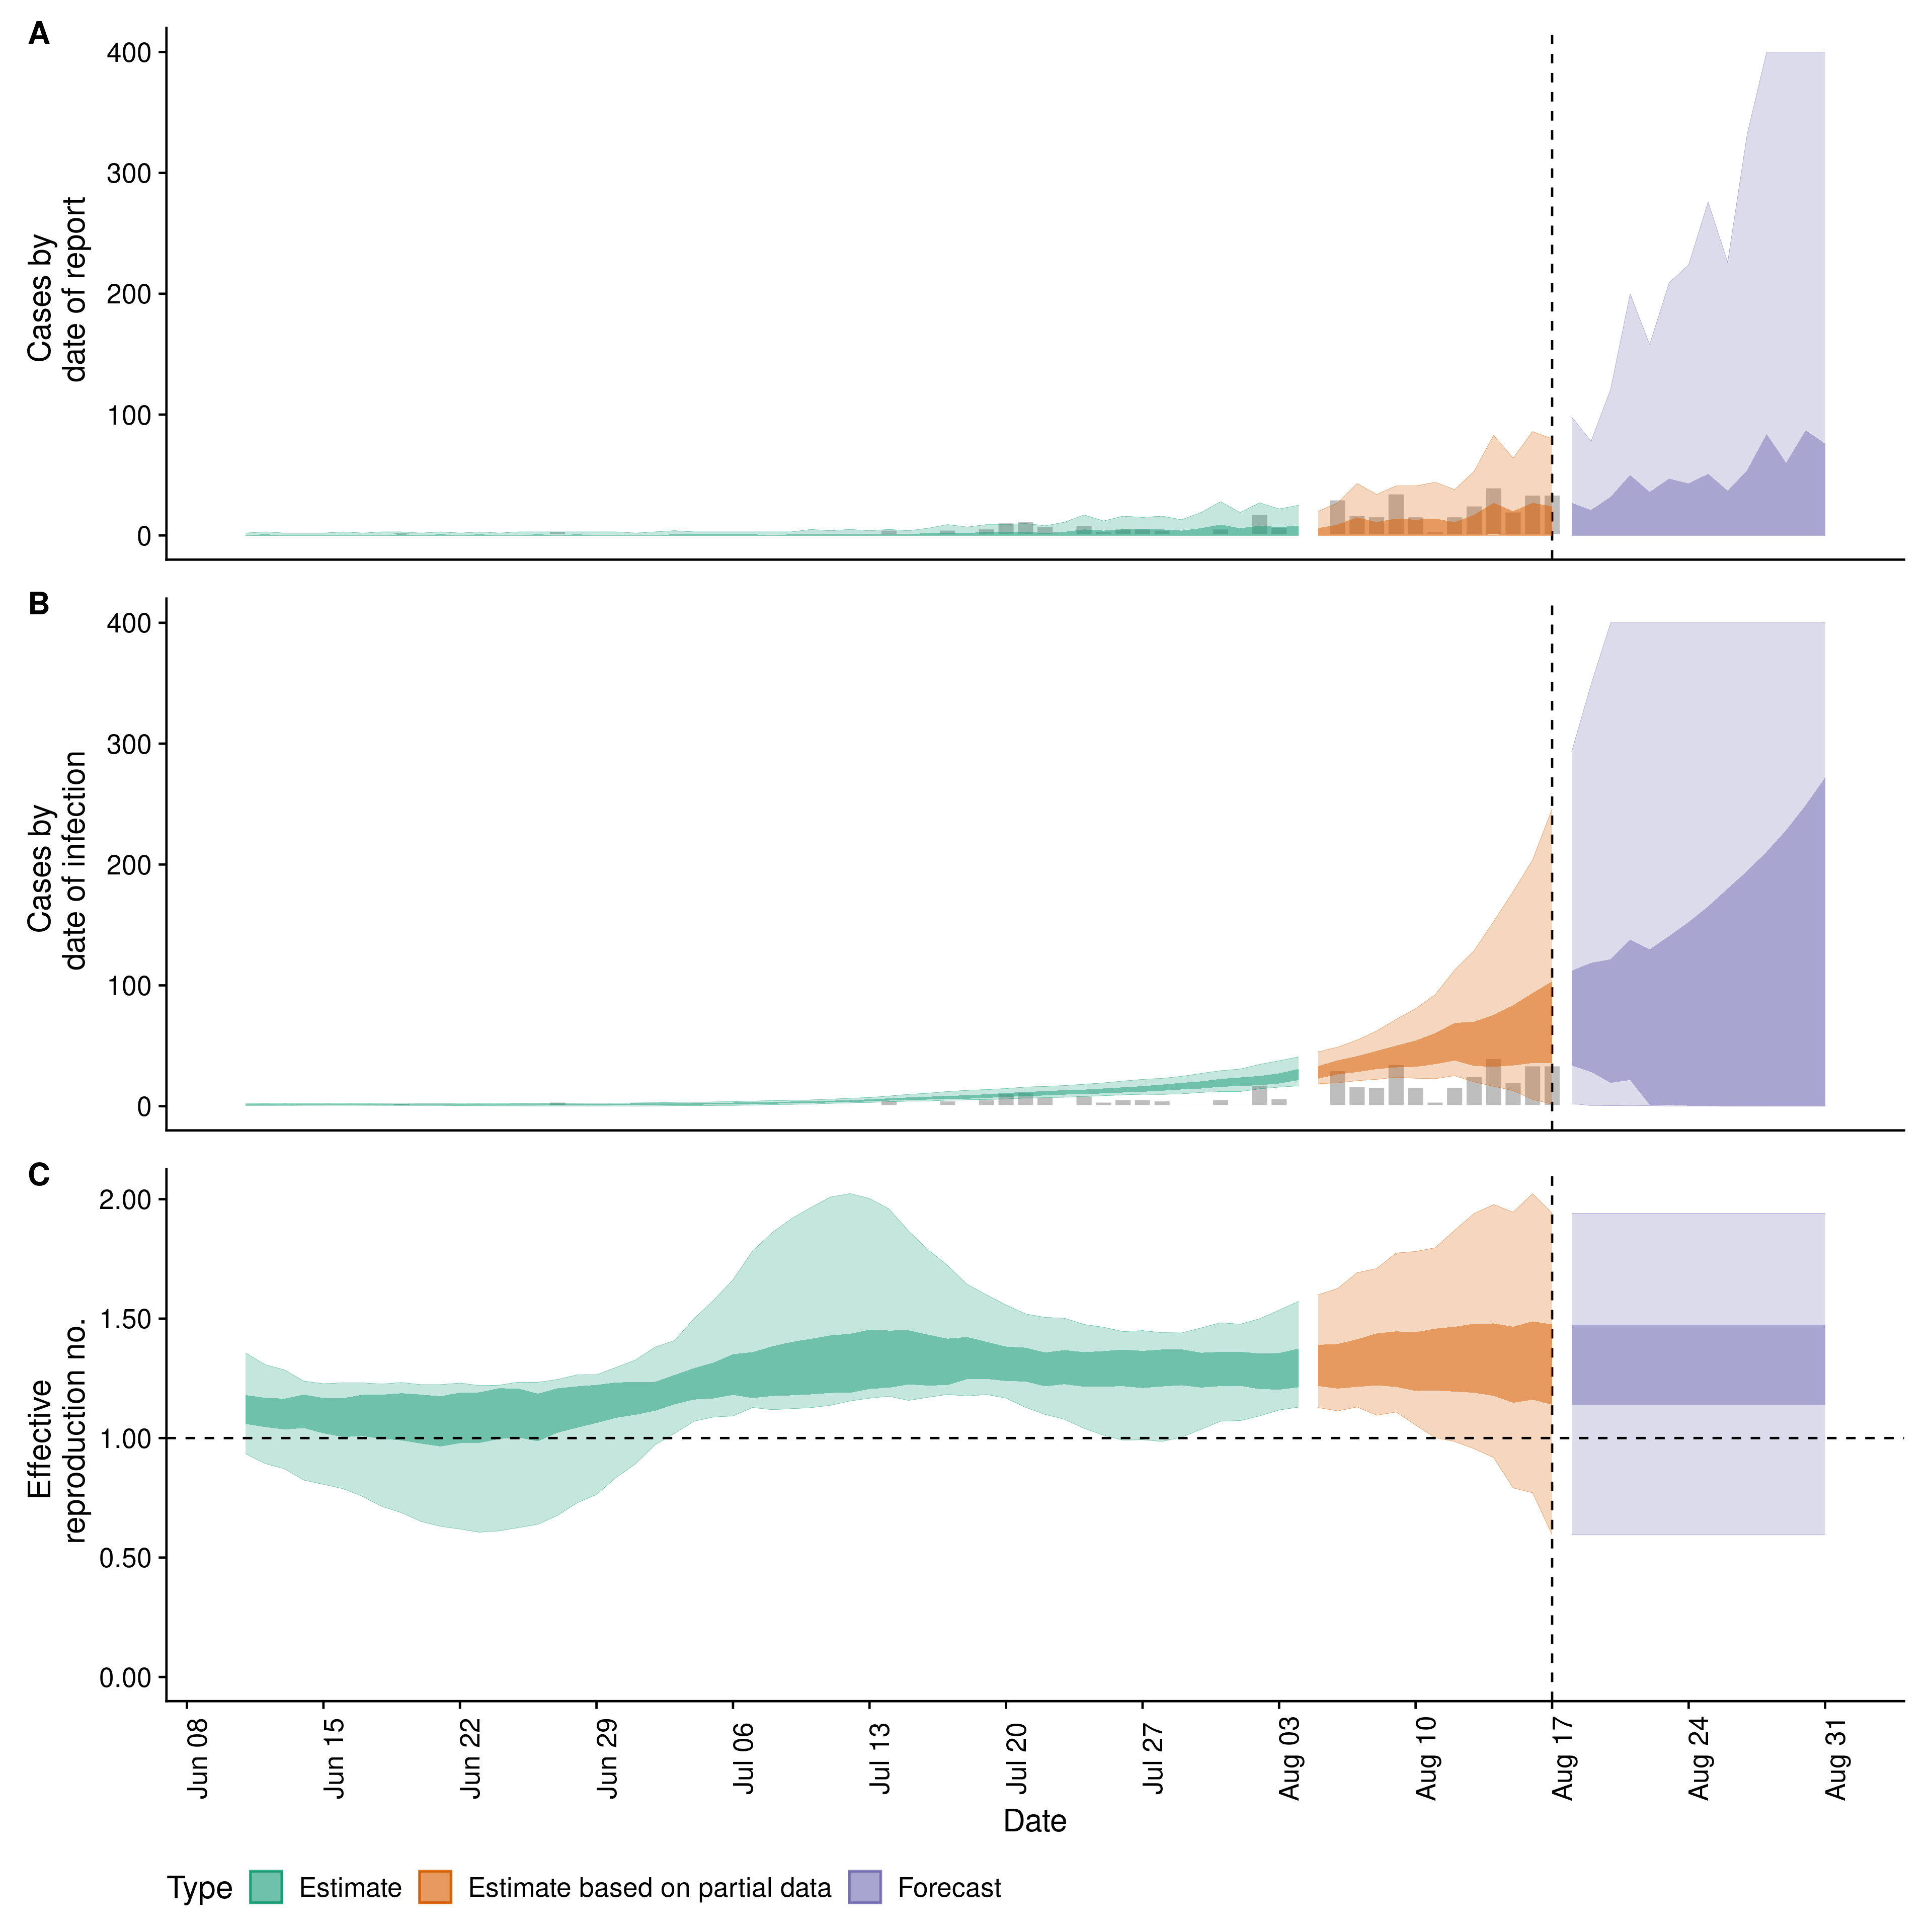 A
400
300
200
100
0
Cases by
date of report
B
400
300
200
100
0
Cases by
date of infection
C
2.00
1.50
1.00
0.50
0.00
Effective
reproduction no.
Jun 08
Jun 15
Jun 22
Jun 29
Jul 06
Jul 13
Jul 20
Jul 27
Aug 03
Aug 10
Aug 17
Aug 24
Aug 31
Date
Type Estimate Estimate based on partial data Forecast